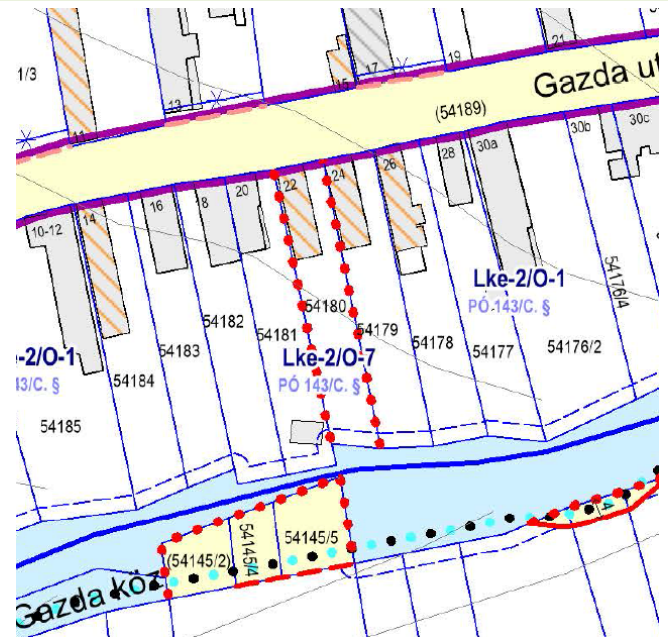 1/3
11
13
15
17
19
21
Gazda ut
(54189)
10-12
14
16
8
20
22
24
26
28
30a
30b
30c
54185
54184
54183
54182
54181
54180
54179
54178
54177
54176/2
54176/4
-2/O-1
43/C. §
Lke-2/O-7
PÓ 143/C. §
Lke-2/O-1
PÓ 143/C. §
(54145/2)
54145/4
54145/5
Gazda köz